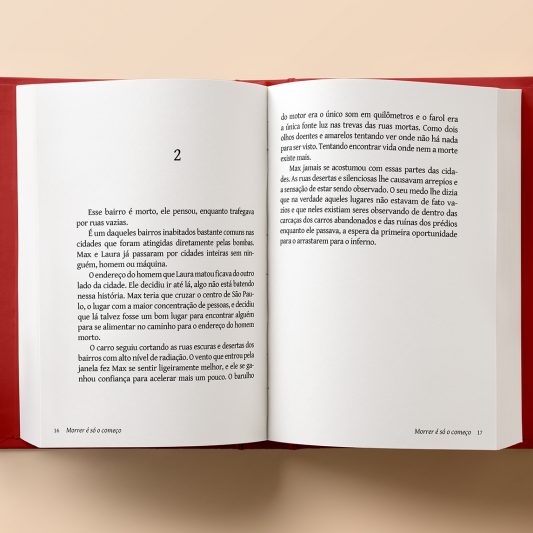 2
Esse bairro é morto, ele pensou, enquanto trafegava
por ruas vazias.
É um daqueles bairros inabitados bastante comuns nas
cidades que foram atingidas diretamente pelas bombas.
Max e Laura já passaram por cidades inteiras sem nin-
guém, homem ou máquina.
O endereço do homem que Laura matou ficava do outro
lado da cidade. Ele decidiu ir até lá, algo não está batendo
nessa história. Max teria que cruzar o centro de São Pau-
lo, o lugar com a maior concentração de pessoas, e decidiu
que lá talvez fosse um bom lugar para encontrar alguém
para se alimentar no caminho para o endereço do homem
morto.
O carro seguiu cortando as ruas escuras e desertas dos
bairros com alto nível de radiação. O vento que entrou pela
janela fez Max se sentir ligeiramente melhor, e ele se ga-
nhou confiança para acelerar mais um pouco. O barulho
16 Morrer é só o começo
do motor era o único som em quilômetros e o farol era
a única fonte luz nas trevas das ruas mortas. Como dois
olhos doentes e amarelos tentando ver onde não há nada
para ser visto. Tentando encontrar vida onde nem a morte
existe mais.
Max jamais se acostumou com essas partes das cida-
des. As ruas desertas e silenciosas lhe causavam arrepios e
a sensação de estar sendo observado. O seu medo lhe dizia
que na verdade aqueles lugares não estavam de fato va-
zios e que neles existiam seres observando de dentro das
carcaças dos carros abandonados e das ruínas dos prédios
enquanto ele passava, a espera da primeira oportunidade
para o arrastarem para o inferno.
Morrer é só o começo 17